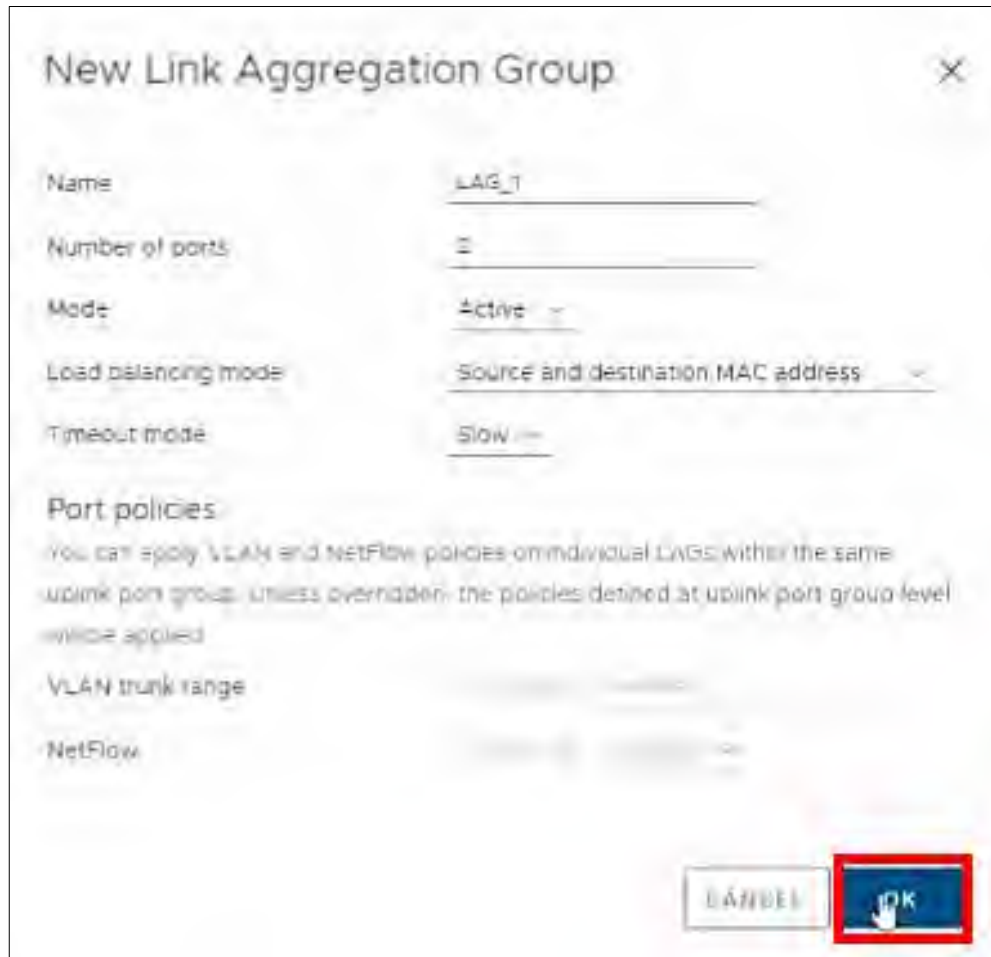 New Link Aggregation Group
Name LAG_1
Number of ports 2
Mode Active
Load balancing mode Source and destination MAC address
Timeout mode Slow
Port policies
You can apply VLAN and NetFlow policies on individual LAGs within the same
uplink port group. Unless overridden, the policies defined at uplink port group level
will be applied.
VLAN trunk range
NetFlow
CANCEL OK